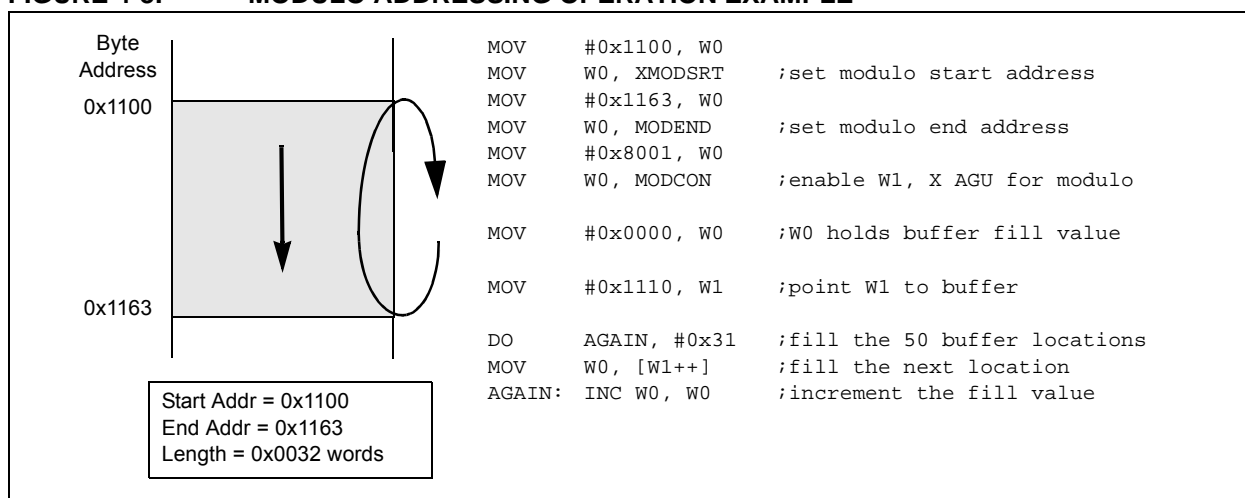 FIGURE 4-6: MODULO ADDRESSING OPERATION EXAMPLE
Byte
Address
0x1100
0x1163
Start Addr = 0x1100
End Addr = 0x1163
Length = 0x0032 words
MOV #0x1100, W0
MOV W0, XMODSRT ;set modulo start address
MOV #0x1163, W0
MOV W0, MODEND ;set modulo end address
MOV #0x8001, W0
MOV W0, MODCON ;enable W1, X AGU for modulo
MOV #0x0000, W0 ;W0 holds buffer fill value
MOV #0x1110, W1 ;point W1 to buffer
DO AGAIN, #0x31 ;fill the 50 buffer locations
MOV W0, [W1++] ;fill the next location
AGAIN: INC W0, W0 ;increment the fill value